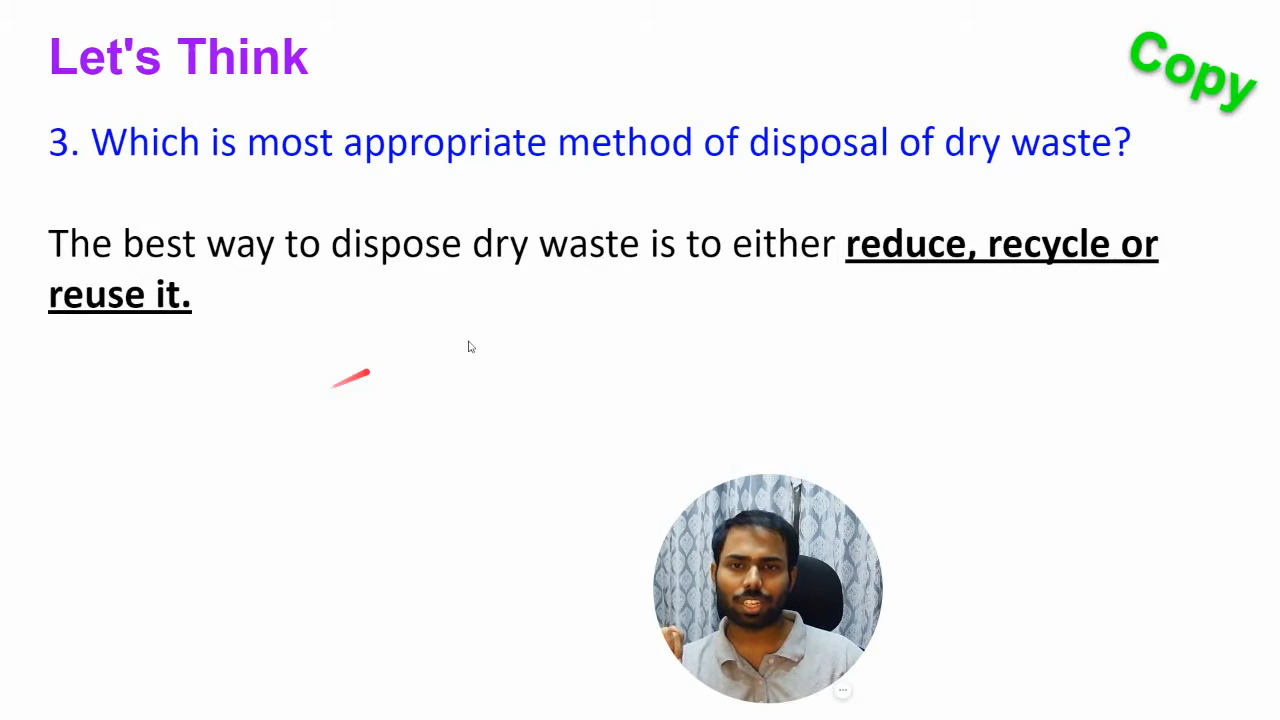 Let's Think
Copy
3. Which is most appropriate method of disposal of dry waste?
The best way to dispose dry waste is to either reduce, recycle or
reuse it.